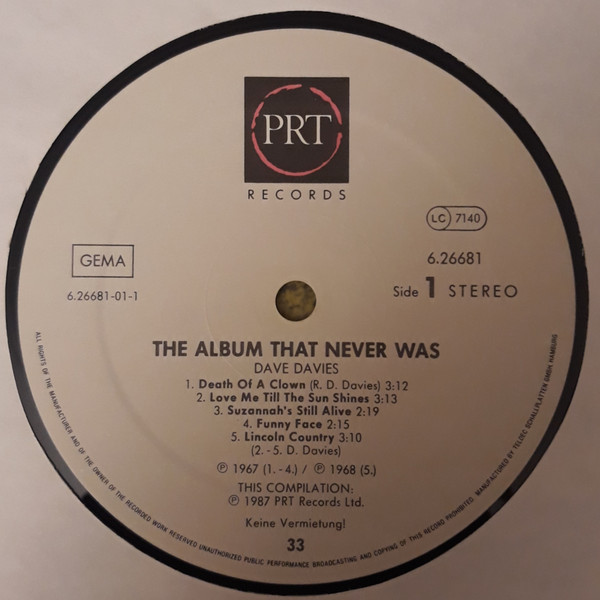 PRT
RECORDS
LC 7140
GEMA
6.26681
6.26681-01-1
Side 1 STEREO
THE ALBUM THAT NEVER WAS
DAVE DAVIES
1. Death Of A Clown (R. D. Davies) 3:12
2. Love Me Till The Sun Shines 3:13
3. Suzannah's Still Alive 2:19
4. Funny Face 2:15
5. Lincoln Country 3:10
(2.-5. D. Davies)
℗ 1967 (1.-4.) / ℗ 1968 (5.)
THIS COMPILATION:
℗ 1987 PRT Records Ltd.
Keine Vermietung!
33
ALL RIGHTS OF THE MANUFACTURER AND OF THE OWNER OF THE RECORDED WORK RESERVED UNAUTHORIZED PUBLIC PERFORMANCE BROADCASTING AND COPYING OF THIS RECORD PROHIBITED. MANUFACTURED BY TELDEC SCHALLPLATTEN GMBH HAMBURG